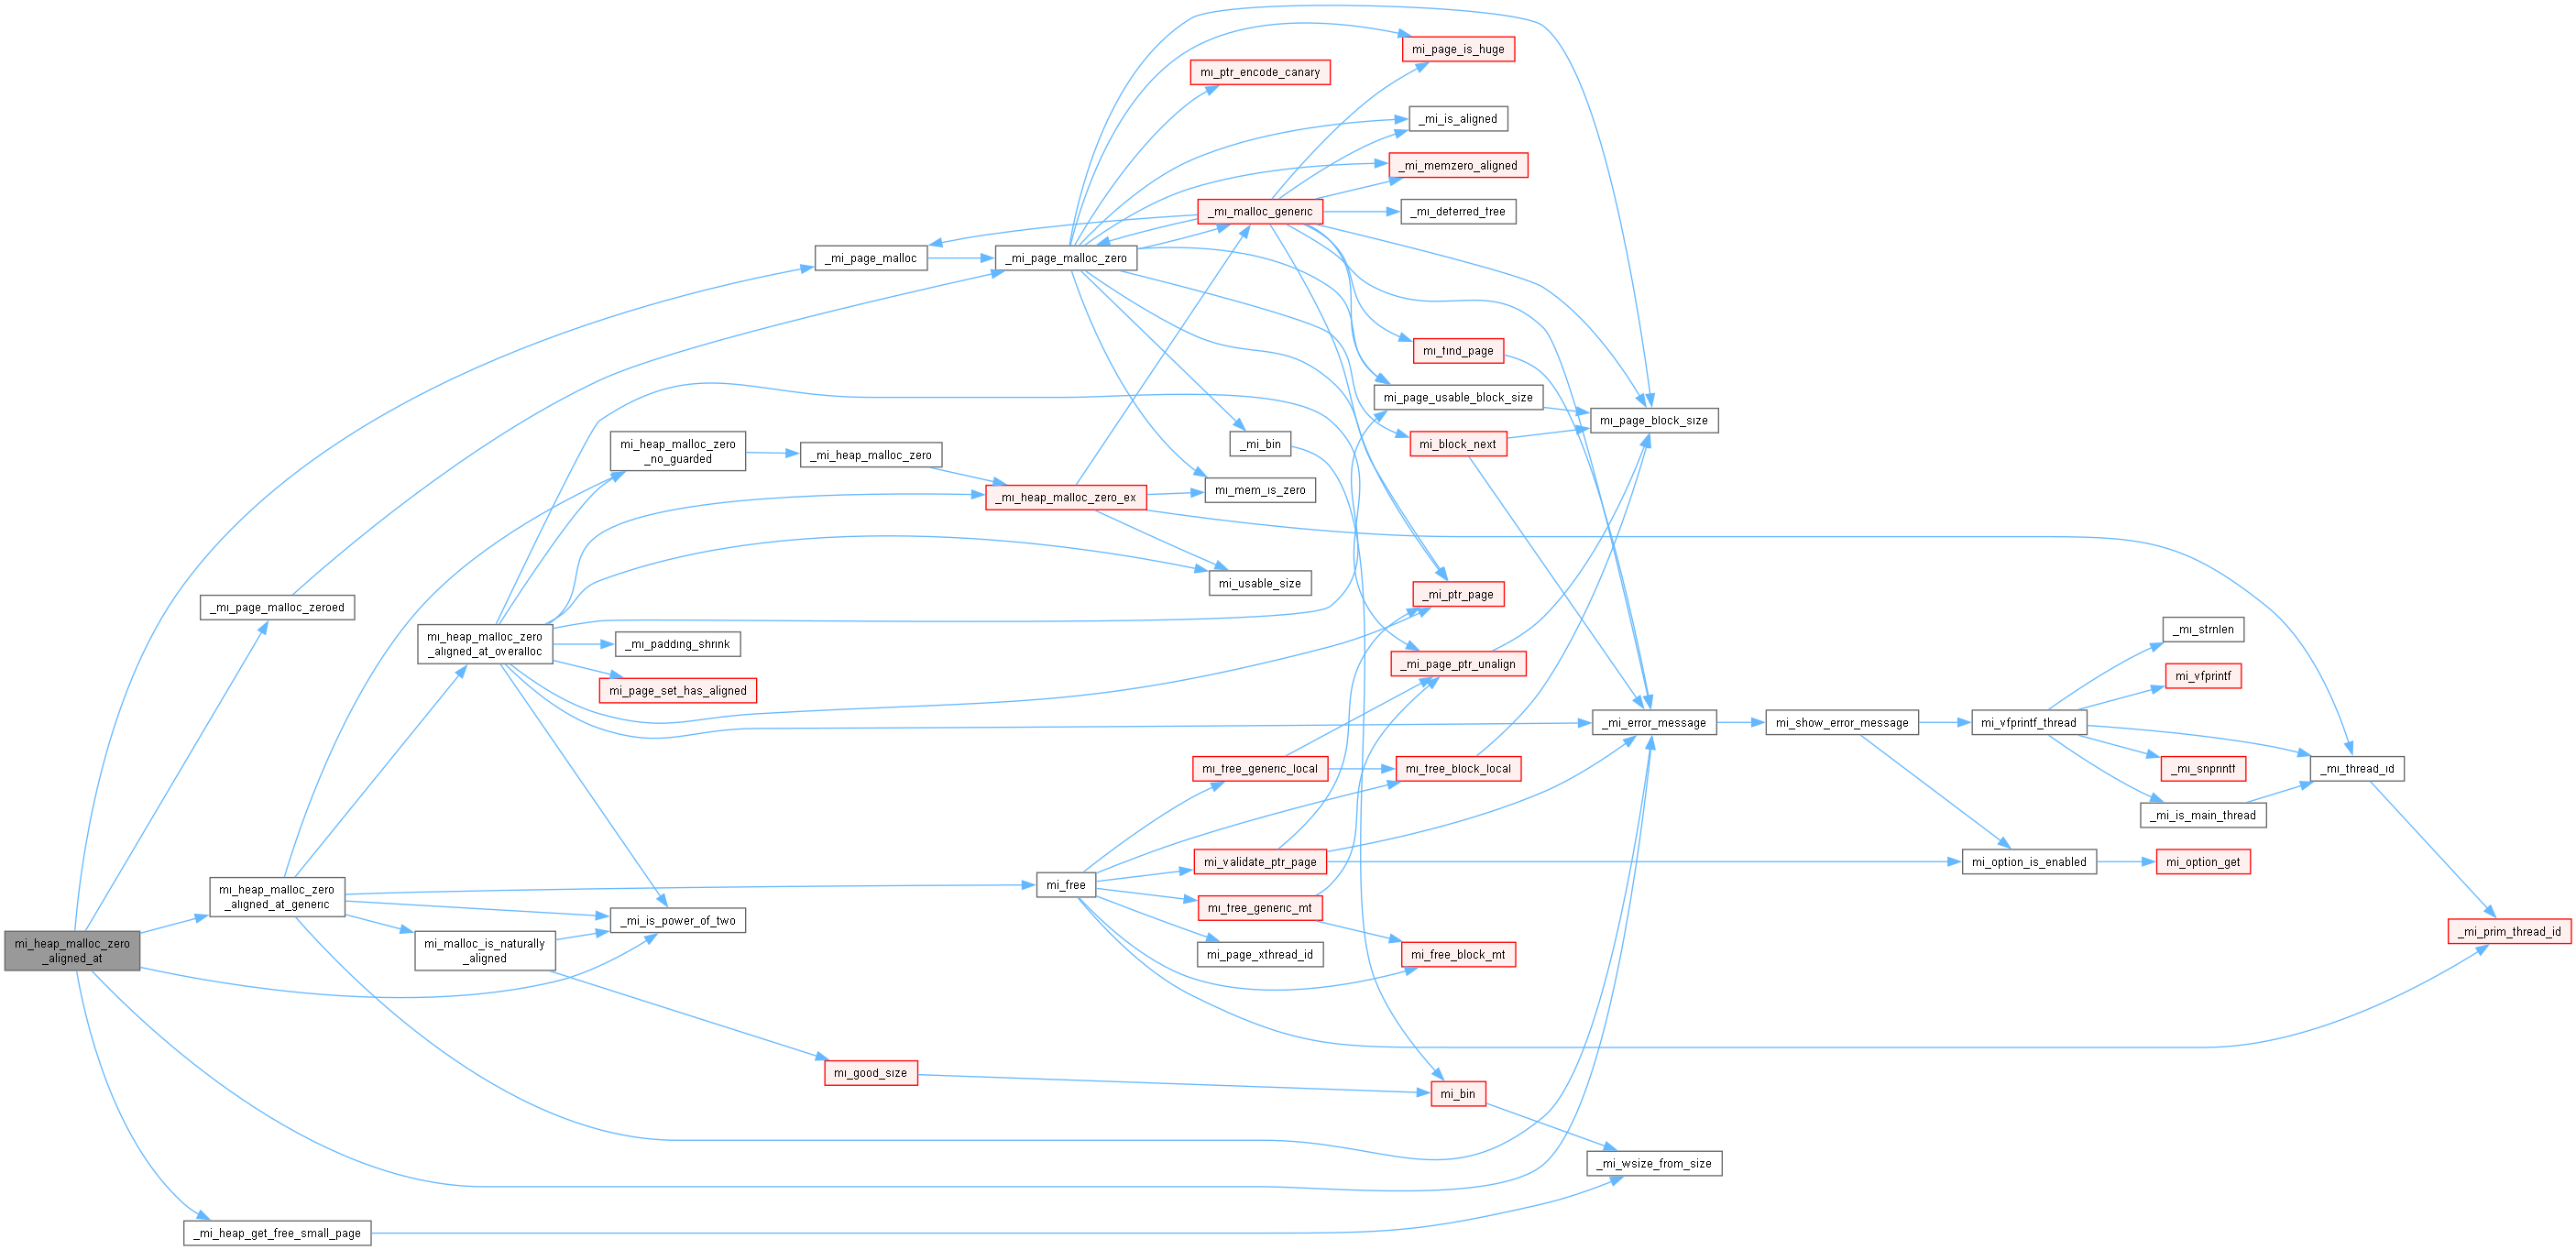 mi_heap_malloc_zero
_aligned_at
_mi_page_malloc_zeroed
mi_heap_malloc_zero
_aligned_at_generic
_mi_heap_get_free_small_page
mi_heap_malloc_zero
_aligned_at_overalloc
mi_malloc_is_naturally
_aligned
mi_heap_malloc_zero
_no_guarded
_mi_padding_shrink
mi_page_set_has_aligned
_mi_is_power_of_two
_mi_page_malloc
_mi_heap_malloc_zero
mi_good_size
_mi_page_malloc_zero
_mi_heap_malloc_zero_ex
mi_free
mi_ptr_encode_canary
_mi_malloc_generic
_mi_bin
mi_mem_is_zero
mi_usable_size
mi_free_generic_local
mi_validate_ptr_page
mi_free_generic_mt
mi_page_xthread_id
mi_page_is_huge
_mi_is_aligned
_mi_memzero_aligned
_mi_deferred_free
mi_find_page
mi_page_usable_block_size
mi_block_next
_mi_ptr_page
_mi_page_ptr_unalign
mi_free_block_local
mi_free_block_mt
mi_bin
mi_page_block_size
_mi_error_message
_mi_wsize_from_size
mi_show_error_message
mi_vfprintf_thread
mi_option_is_enabled
_mi_strnlen
mi_vfprintf
_mi_snprintf
_mi_is_main_thread
mi_option_get
_mi_thread_id
_mi_prim_thread_id